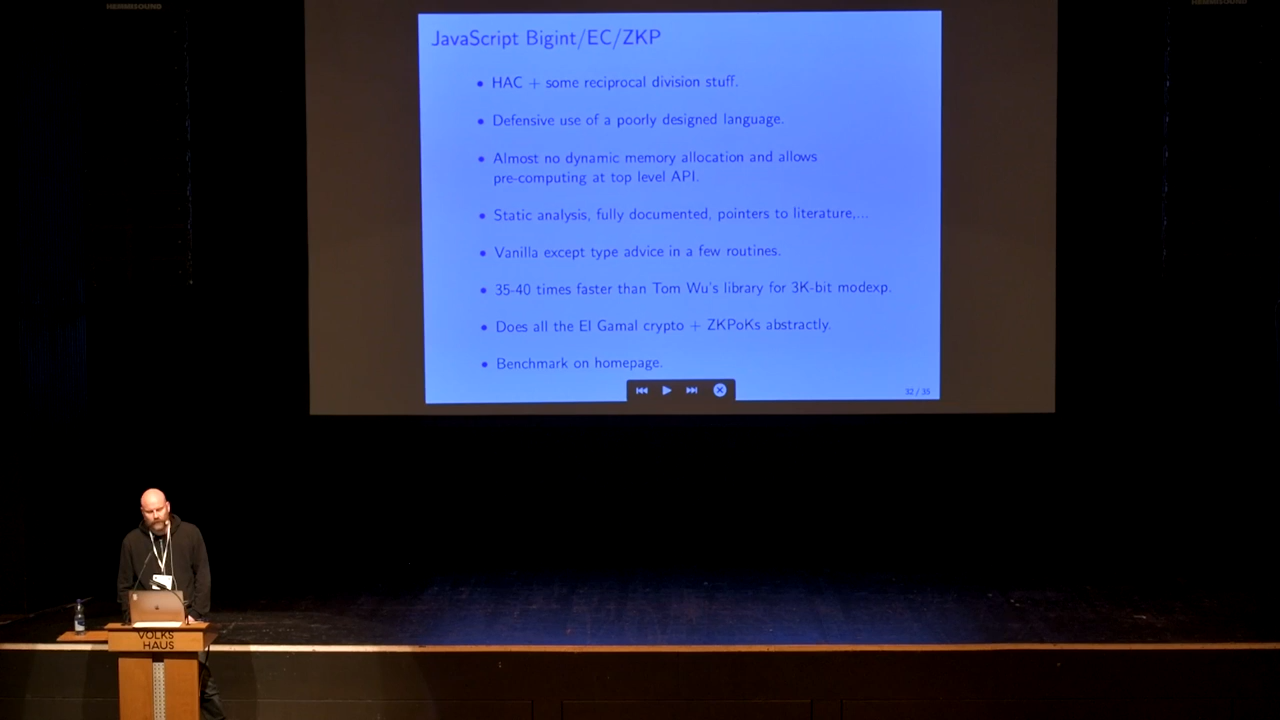 HEMMISOUND
HEMMISOUND
JavaScript Bigint/EC/ZKP
• HAC + some reciprocal division stuff.
• Defensive use of a poorly designed language.
• Almost no dynamic memory allocation and allows
pre-computing at top level API.
• Static analysis, fully documented, pointers to literature,...
• Vanilla except type advice in a few routines.
• 35-40 times faster than Tom Wu's library for 3K-bit modexp.
• Does all the El Gamal crypto + ZKPoKs abstractly.
• Benchmark on homepage.
32 / 35
VOLKS
HAUS